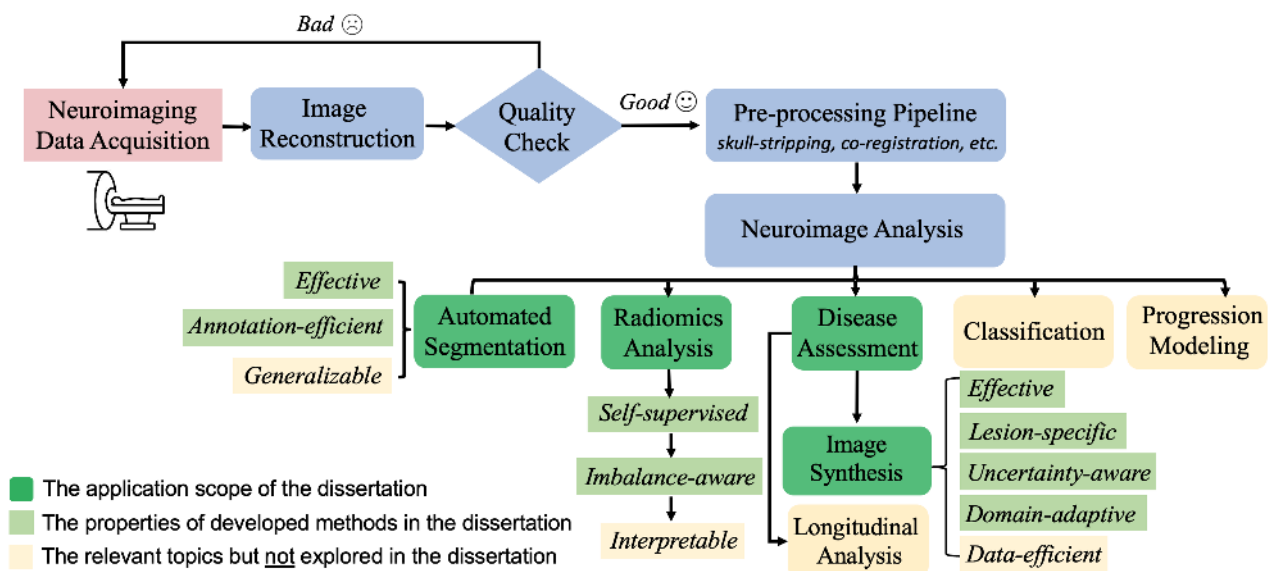 Bad ☹
Neuroimaging
Data Acquisition
Image
Reconstruction
Quality
Check
Good ☺
Pre-processing Pipeline
skull-stripping, co-registration, etc.
Neuroimage Analysis
Effective
Annotation-efficient
Generalizable
Automated
Segmentation
Radiomics
Analysis
Disease
Assessment
Classification
Progression
Modeling
Self-supervised
Imbalance-aware
Interpretable
Image
Synthesis
Longitudinal
Analysis
Effective
Lesion-specific
Uncertainty-aware
Domain-adaptive
Data-efficient
The application scope of the dissertation
The properties of developed methods in the dissertation
The relevant topics but not explored in the dissertation